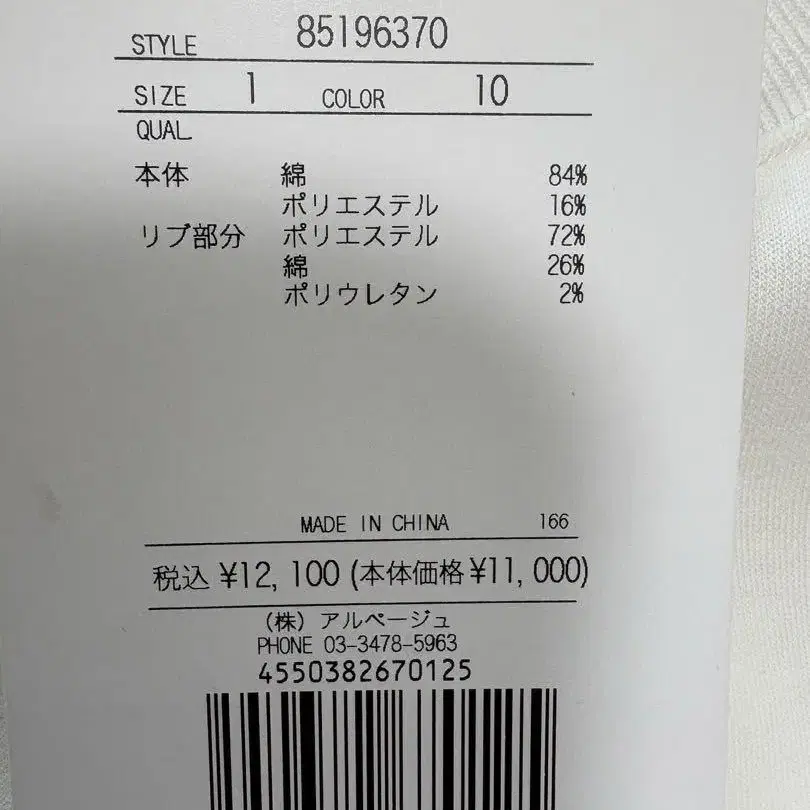 STYLE 85196370
SIZE 1 COLOR 10
QUAL
本体 綿 84%
ポリエステル 16%
リブ部分 ポリエステル 72%
綿 26%
ポリウレタン 2%
MADE IN CHINA 166
税込 ¥12,100 (本体価格¥11,000)
(株) アルページュ
PHONE 03-3478-5963
4550382670125